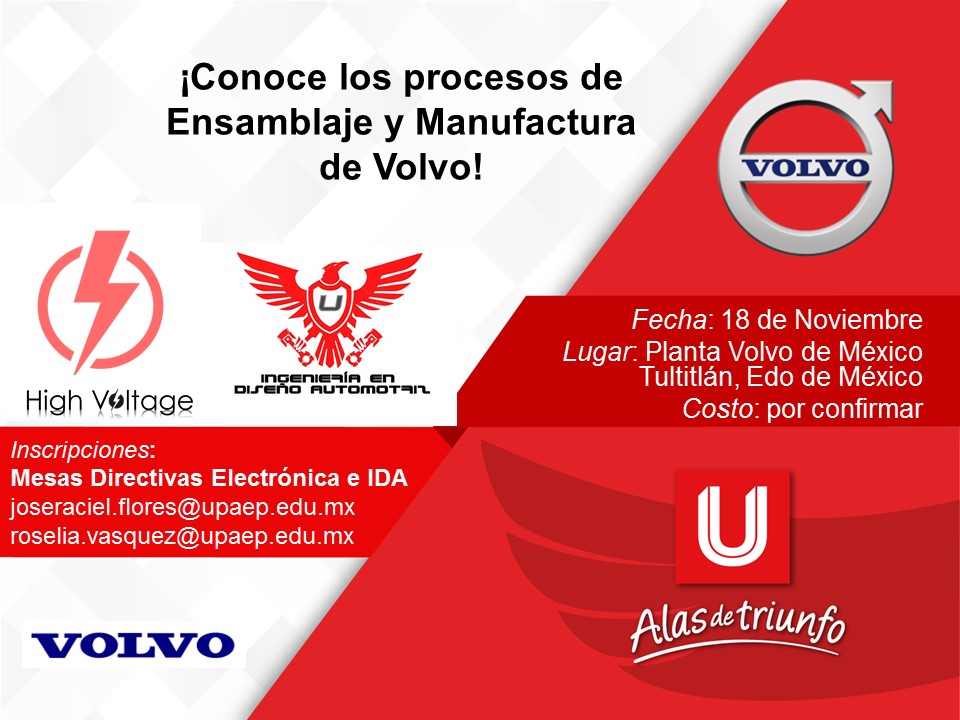 ¡Conoce los procesos de
Ensamblaje y Manufactura
de Volvo!
VOLVO
High Voltage
U
INGENIERÍA EN
DISEÑO AUTOMOTRIZ
Fecha: 18 de Noviembre
Lugar: Planta Volvo de México
Tultitlán, Edo de México
Costo: por confirmar
Inscripciones:
Mesas Directivas Electrónica e IDA
joseraciel.flores@upaep.edu.mx
roselia.vasquez@upaep.edu.mx
U
Alas de triunfo
VOLVO